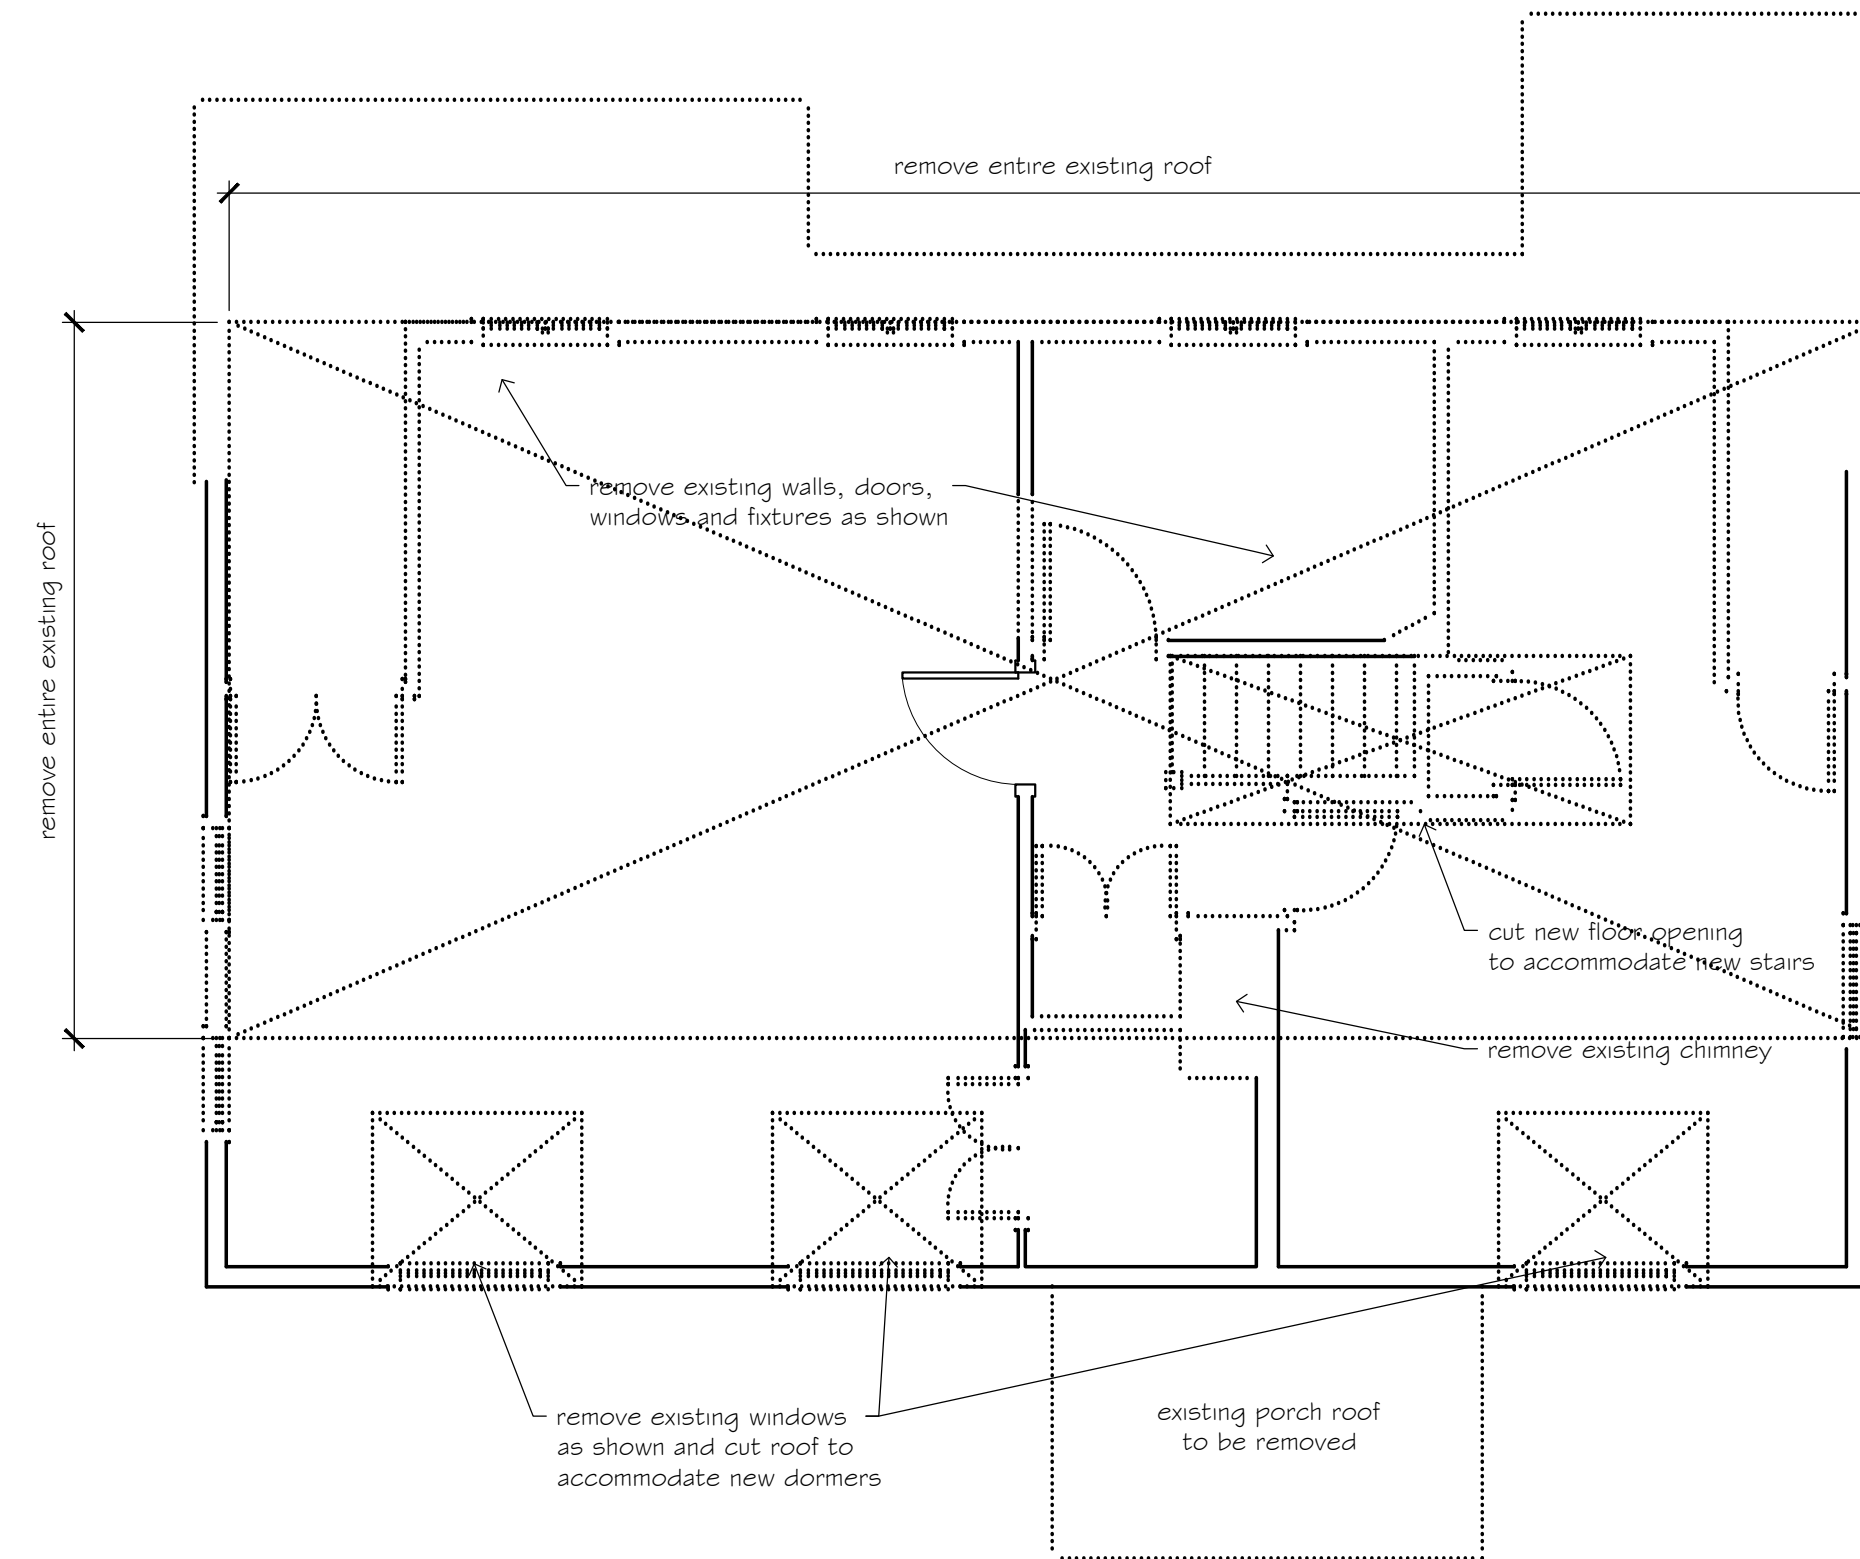 remove entire existing roof
remove entire existing roof
remove existing walls, doors,
windows and fixtures as shown
cut new floor opening
to accommodate new stairs
remove existing chimney
remove existing windows
as shown and cut roof to
accommodate new dormers
existing porch roof
to be removed